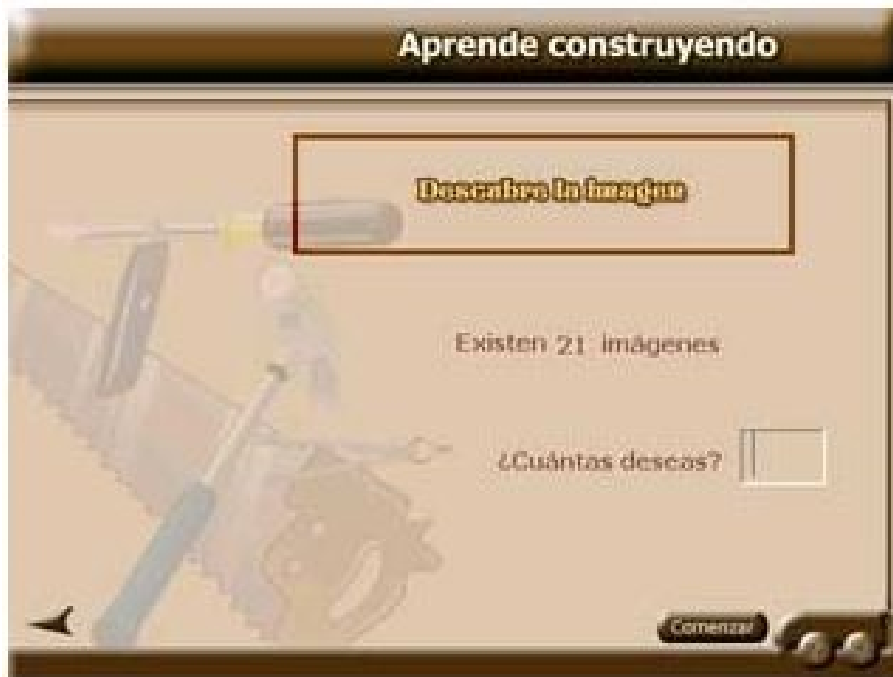 Aprende construyendo
Descubre la imagen
Existen 21 imágenes
¿Cuántas deseas?
Comenzar